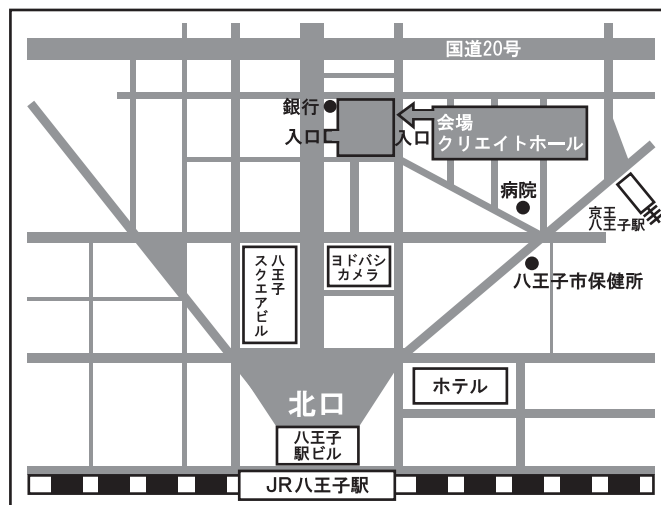 国道20号
銀行
入口
入口
会場
クリエイトホール
病院
京王
八王子駅
八王子
スクエアビル
ヨドバシ
カメラ
八王子市保健所
ホテル
北口
八王子
駅ビル
JR八王子駅